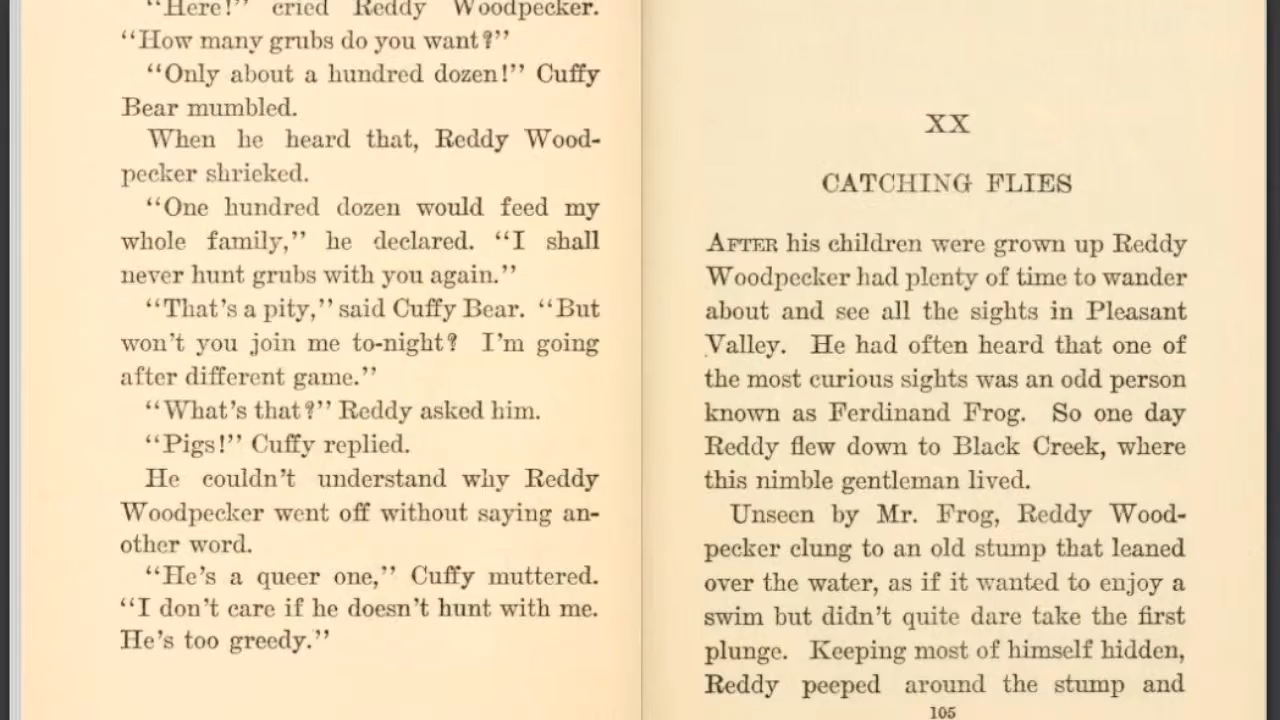 "Here!" cried Reddy Woodpecker.
"How many grubs do you want?"
"Only about a hundred dozen!" Cuffy
Bear mumbled.
When he heard that, Reddy Wood-
pecker shrieked.
"One hundred dozen would feed my
whole family," he declared. "I shall
never hunt grubs with you again."
"That's a pity," said Cuffy Bear. "But
won't you join me to-night? I'm going
after different game."
"What's that?" Reddy asked him.
"Pigs!" Cuffy replied.
He couldn't understand why Reddy
Woodpecker went off without saying an-
other word.
"He's a queer one," Cuffy muttered.
"I don't care if he doesn't hunt with me.
He's too greedy."
XX
CATCHING FLIES
AFTER his children were grown up Reddy
Woodpecker had plenty of time to wander
about and see all the sights in Pleasant
Valley. He had often heard that one of
the most curious sights was an odd person
known as Ferdinand Frog. So one day
Reddy flew down to Black Creek, where
this nimble gentleman lived.
Unseen by Mr. Frog, Reddy Wood-
pecker clung to an old stump that leaned
over the water, as if it wanted to enjoy a
swim but didn't quite dare take the first
plunge. Keeping most of himself hidden,
Reddy peeped around the stump and
105